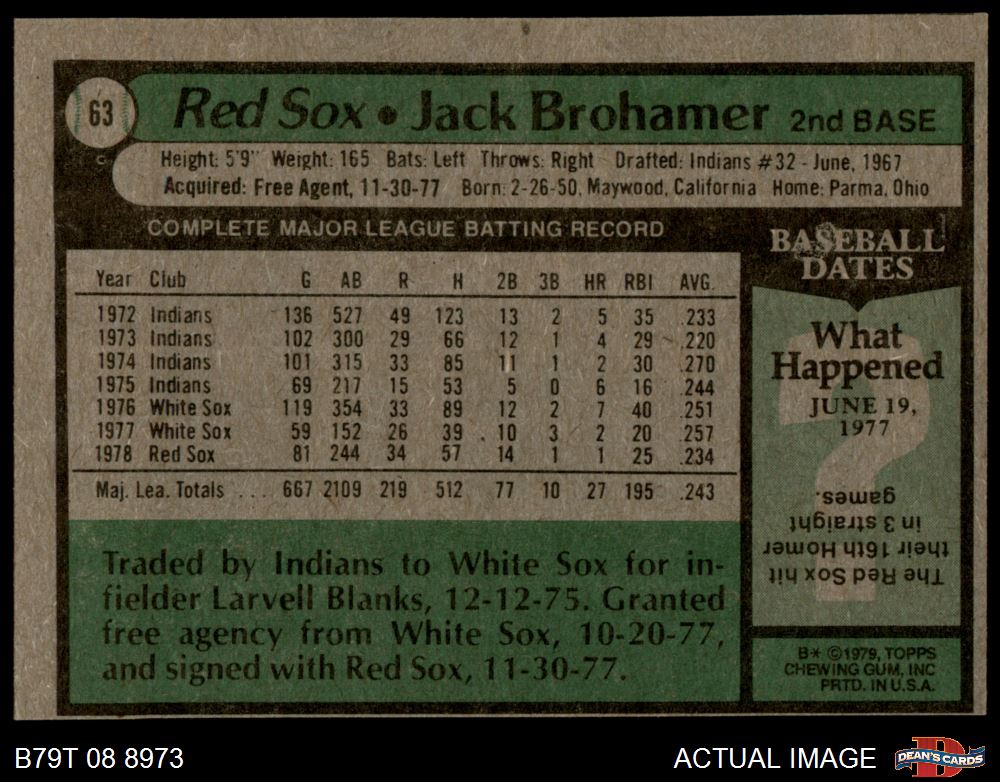 63
Red Sox • Jack Brohamer 2nd BASE
C
Height: 5'9" Weight: 165 Bats: Left Throws: Right Drafted: Indians #32 - June, 1967
Acquired: Free Agent, 11-30-77 Born: 2-26-50, Maywood, California Home: Parma, Ohio
COMPLETE MAJOR LEAGUE BATTING RECORD
Year Club G AB R H 2B 3B HR RBI AVG.
1972 Indians 136 527 49 123 13 2 5 35 .233
1973 Indians 102 300 29 66 12 1 4 29 .220
1974 Indians 101 315 33 85 11 1 2 30 .270
1975 Indians 69 217 15 53 5 0 6 16 .244
1976 White Sox 119 354 33 89 12 2 7 40 .251
1977 White Sox 59 152 26 39 10 3 2 20 .257
1978 Red Sox 81 244 34 57 14 1 1 25 .234
Maj. Lea. Totals ... 667 2109 219 512 77 10 27 195 .243
Traded by Indians to White Sox for in-
fielder Larvell Blanks, 12-12-75. Granted
free agency from White Sox, 10-20-77,
and signed with Red Sox, 11-30-77.
BASEBALL
DATES
What
Happened
JUNE 19,
1977
?
The Red Sox hit
their 16th Homer
in 3 straight
games.
B* ©1979, TOPPS
CHEWING GUM, INC
PRTD. IN U.S.A.
B79T 08 8973
ACTUAL IMAGE
D
DEAN'S CARDS